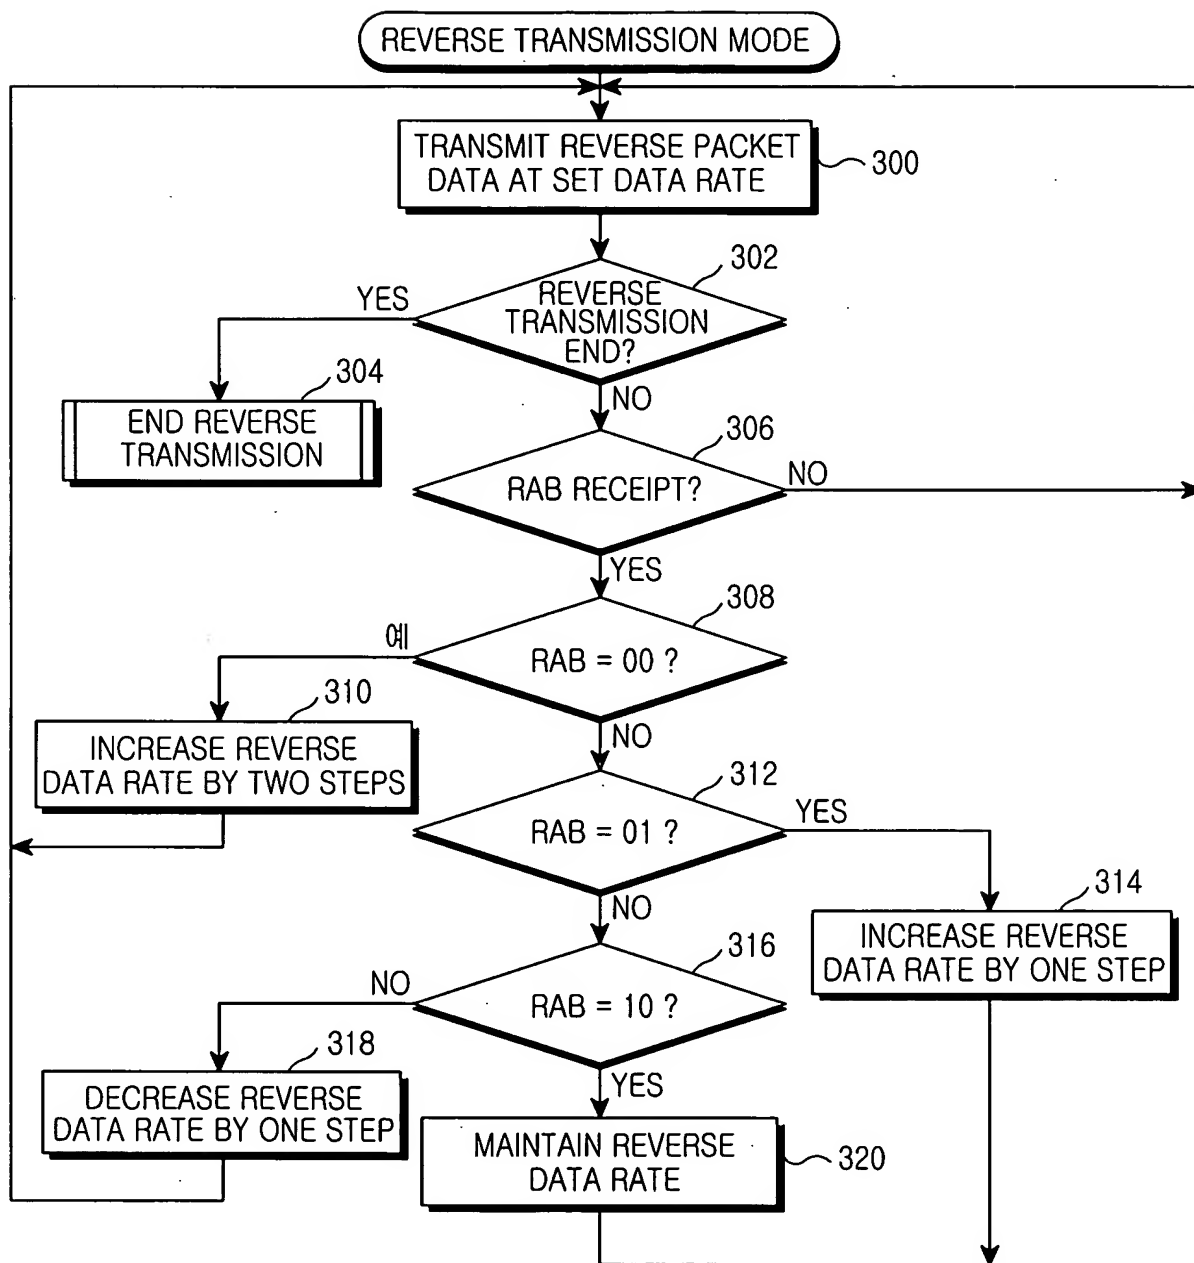 REVERSE TRANSMISSION MODE
TRANSMIT REVERSE PACKET
DATA AT SET DATA RATE
300
302
REVERSE
TRANSMISSION
END?
YES
NO
304
END REVERSE
TRANSMISSION
306
RAB RECEIPT?
NO
YES
308
RAB = 00 ?
예
NO
310
INCREASE REVERSE
DATA RATE BY TWO STEPS
312
RAB = 01 ?
YES
NO
314
INCREASE REVERSE
DATA RATE BY ONE STEP
316
RAB = 10 ?
NO
YES
318
DECREASE REVERSE
DATA RATE BY ONE STEP
MAINTAIN REVERSE
DATA RATE
320